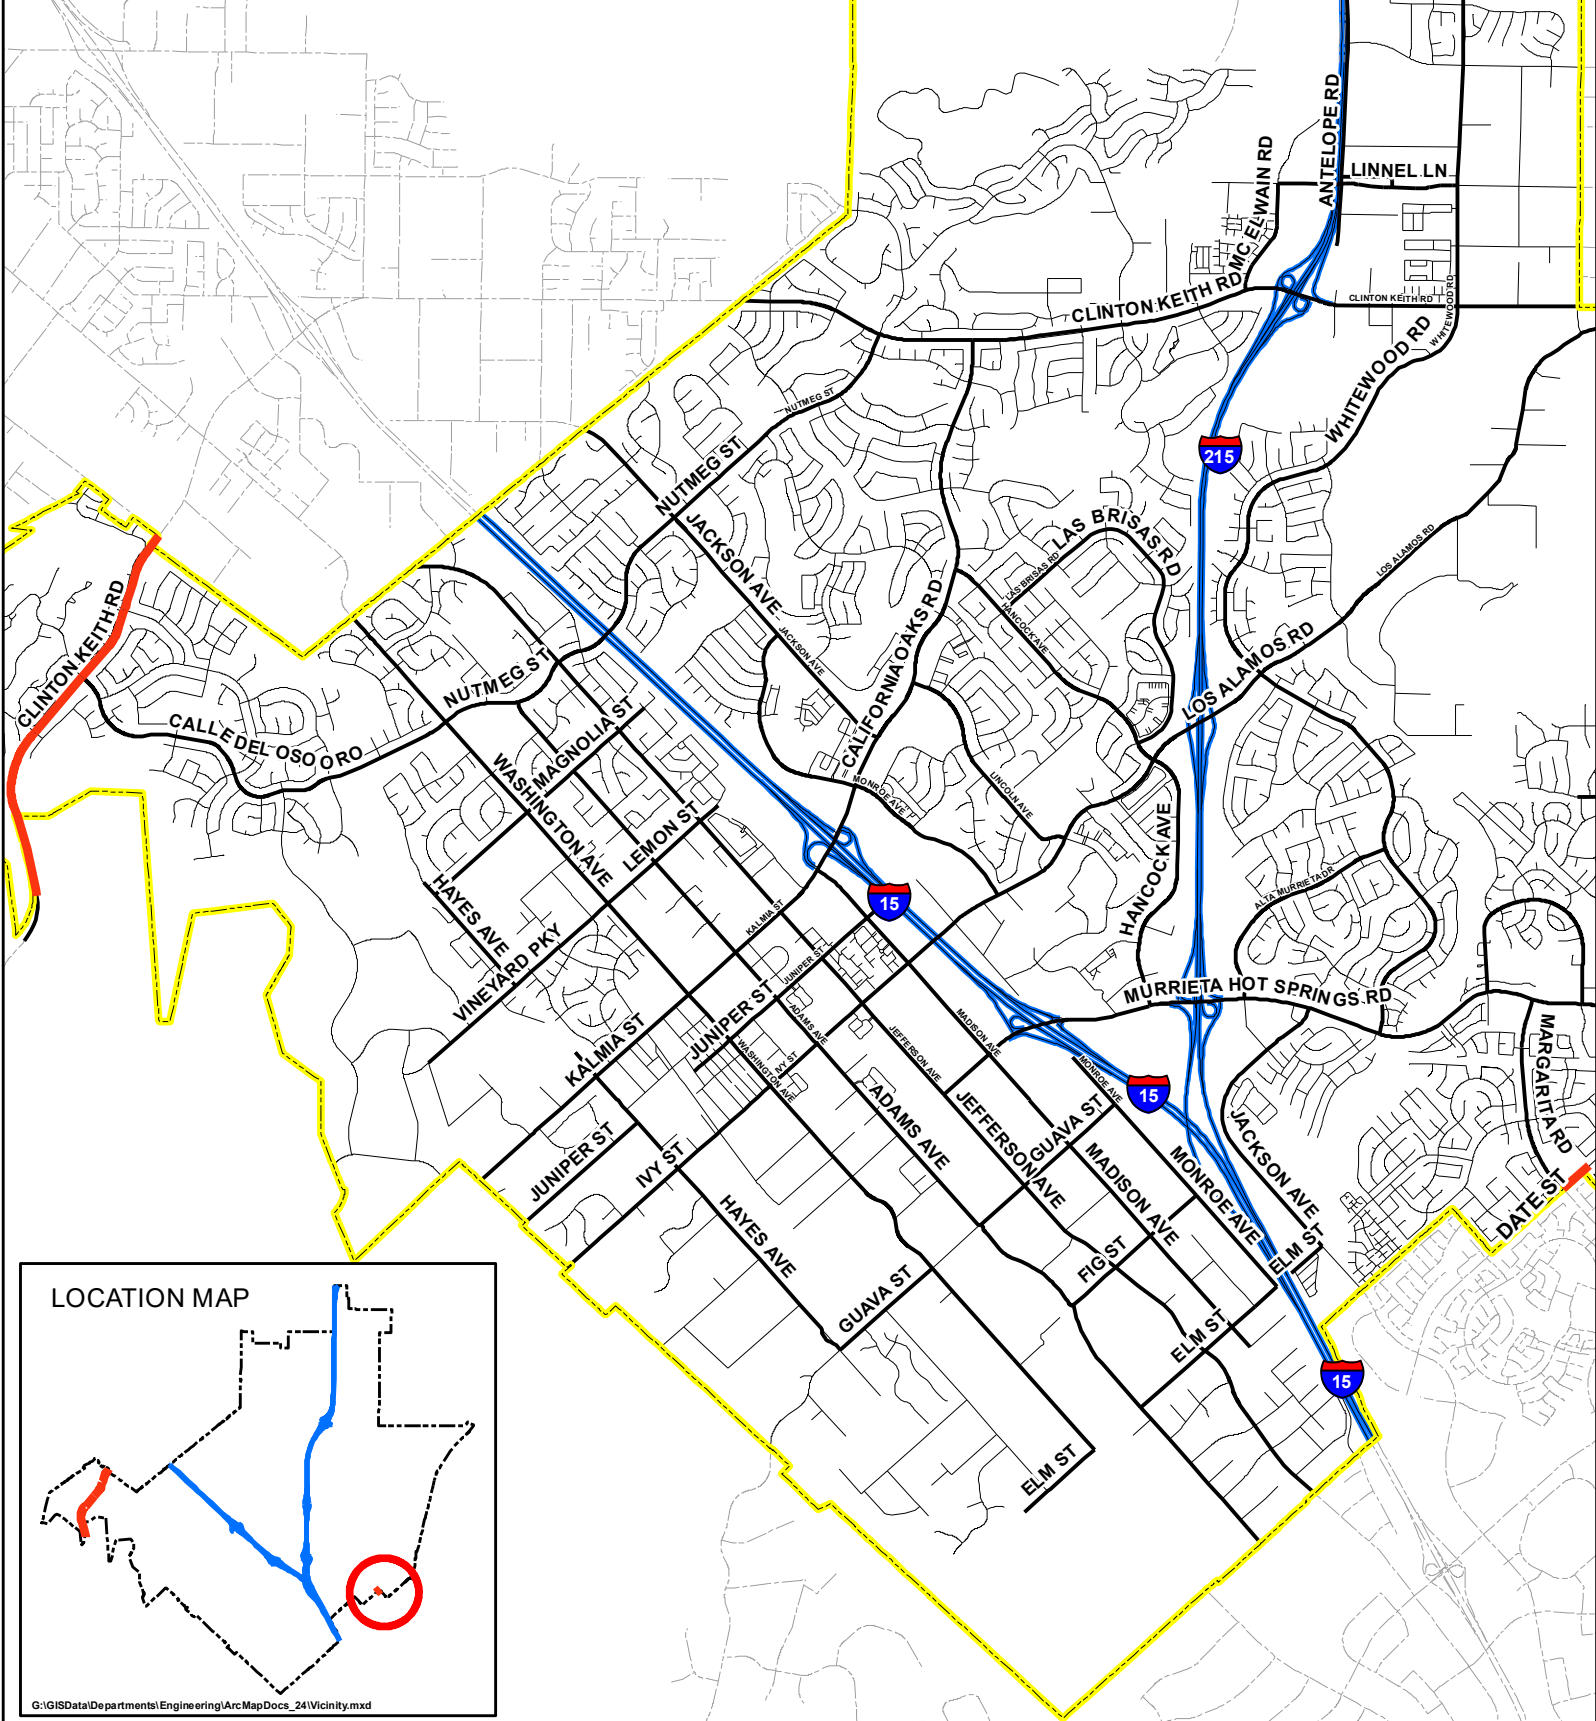 ANTELOPE RD
MC ELWAIN RD
LINNEL LN
CLINTON KEITH RD
CLINTON KEITH RD
WHITEWOOD RD
WHITEWOOD RD
NUTMEG ST
NUTMEG ST
215
JACKSON AVE
LAS BRISAS RD
LAS BRISAS RD
HANCOCK AVE
LOS ALAMOS RD
CLINTON KEITH RD
CALIFORNIA OAKS RD
JACKSON AVE
LOS ALAMOS RD
NUTMEG ST
CALLE DEL OSO ORO
MAGNOLIA ST
WASHINGTON AVE
MONROE AVE
LINCOLN AVE
LEMON ST
HANCOCK AVE
HAYES AVE
15
ALTA MURRIETA DR
KALMIA ST
VINEYARD PKY
JUNIPER ST
MURRIETA HOT SPRINGS RD
JUNIPER ST
ADAMS AVE
MADISON AVE
JEFFERSON AVE
KALMIA ST
WASHINGTON AVE
IVY ST
MONROE AVE
15
MARGARITA RD
ADAMS AVE
JEFFERSON AVE
GUAVA ST
JACKSON AVE
JUNIPER ST
IVY ST
MADISON AVE
MONROE AVE
HAYES AVE
DATE ST
FIG ST
ELM ST
GUAVA ST
ELM ST
15
ELM ST
LOCATION MAP
G:\GISData\Departments\Engineering\ArcMapDocs_24\Vicinity.mxd